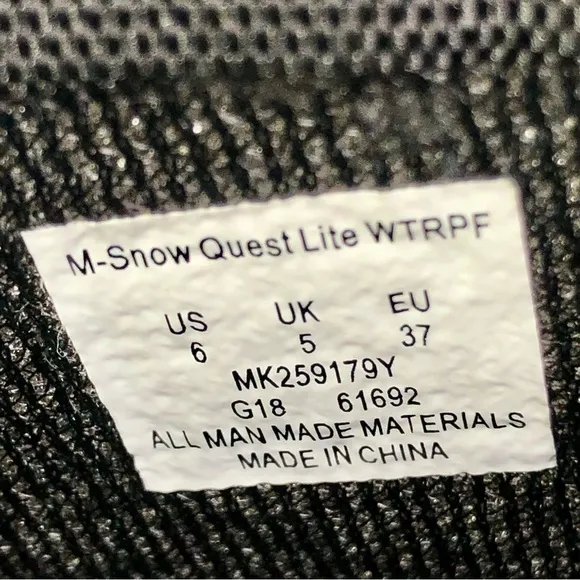 M-Snow Quest Lite WTRPF
US UK EU
6 5 37
MK259179Y
G18 61692
ALL MAN MADE MATERIALS
MADE IN CHINA